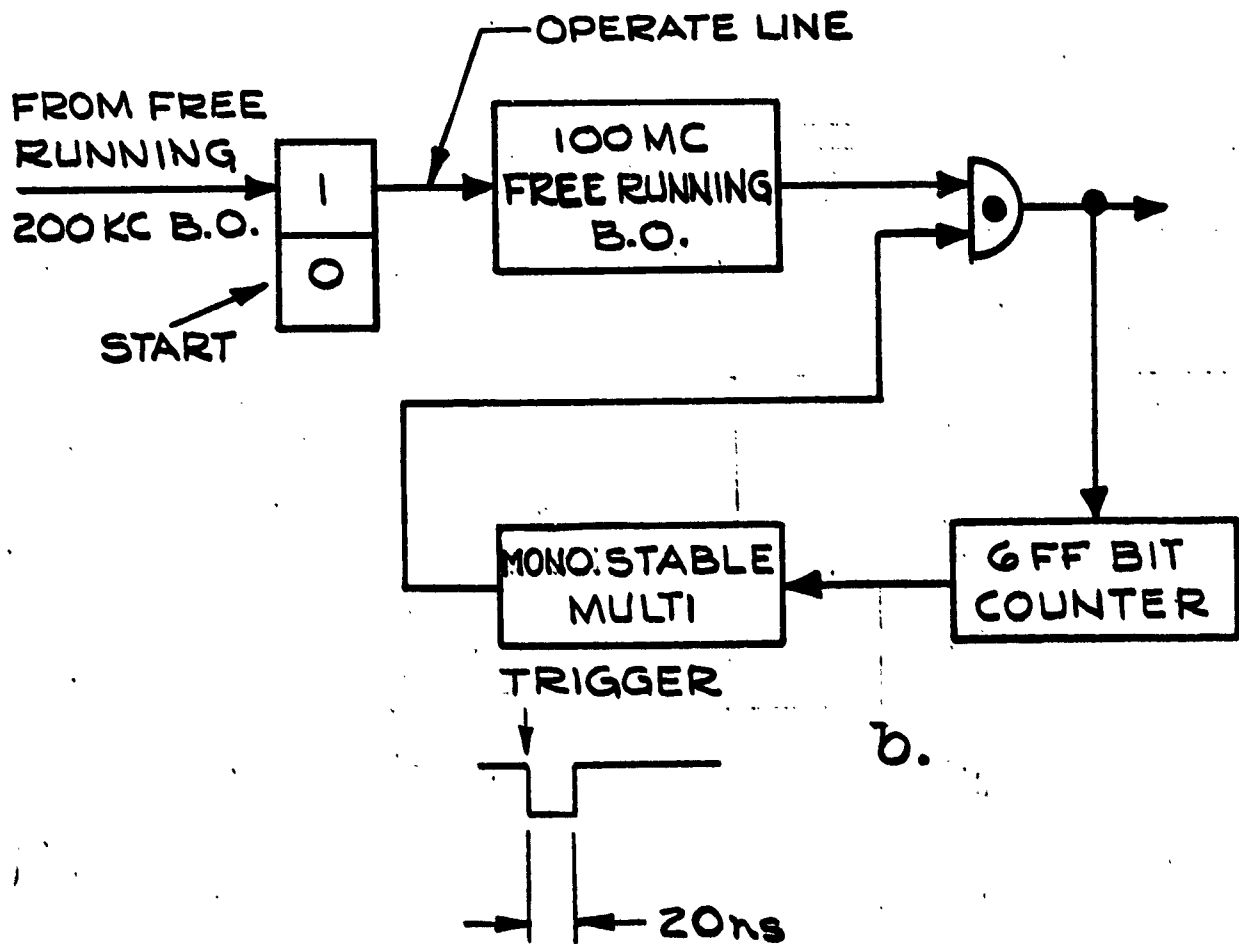 OPERATE LINE
FROM FREE
RUNNING
200 KC B.O.
1
0
START
100 MC
FREE RUNNING
B.O.
MONO:STABLE
MULTI
6 FF BIT
COUNTER
TRIGGER
b.
20ns